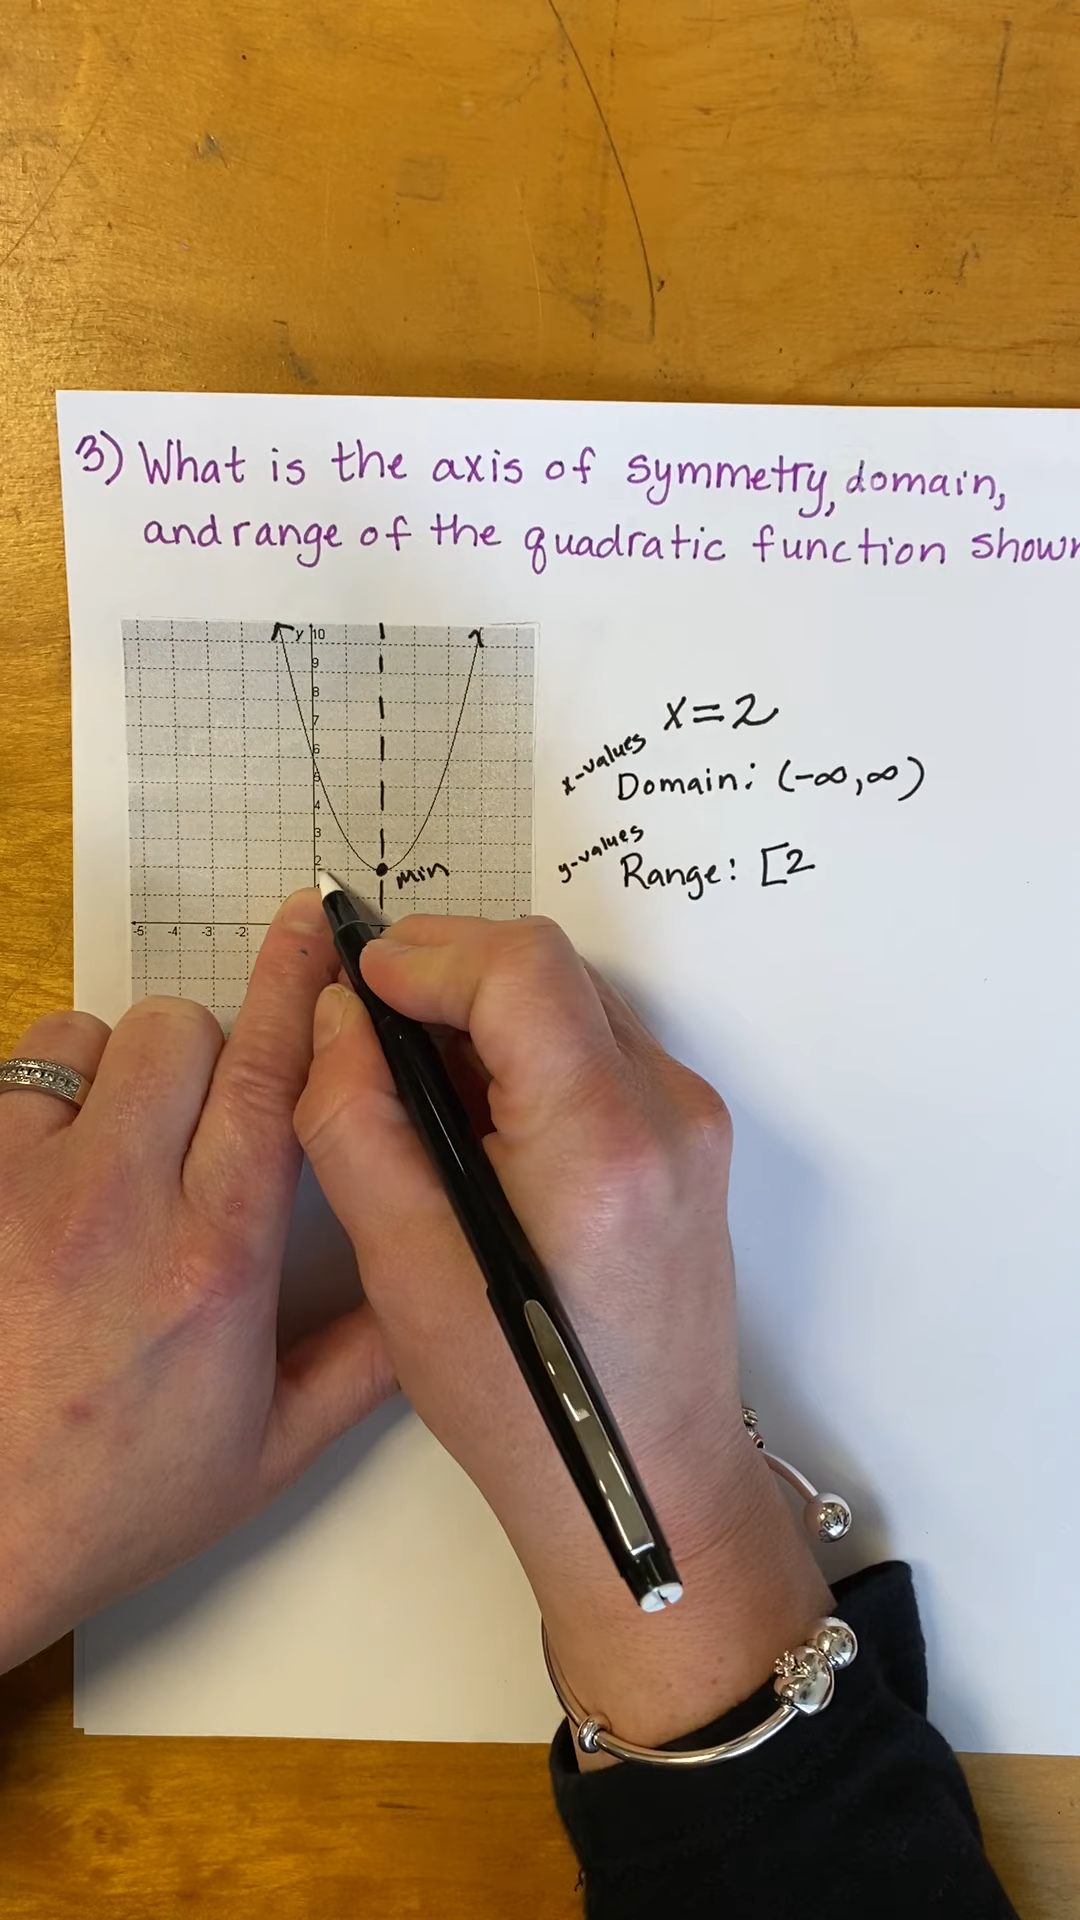 3) What is the axis of symmetry, domain,
and range of the quadratic function shown
y 10
9
8
7
6
5
4
3
2
min
-5 -4 -3 -2
x
x=2
x-values
Domain: (-∞,∞)
y-values
Range: [2